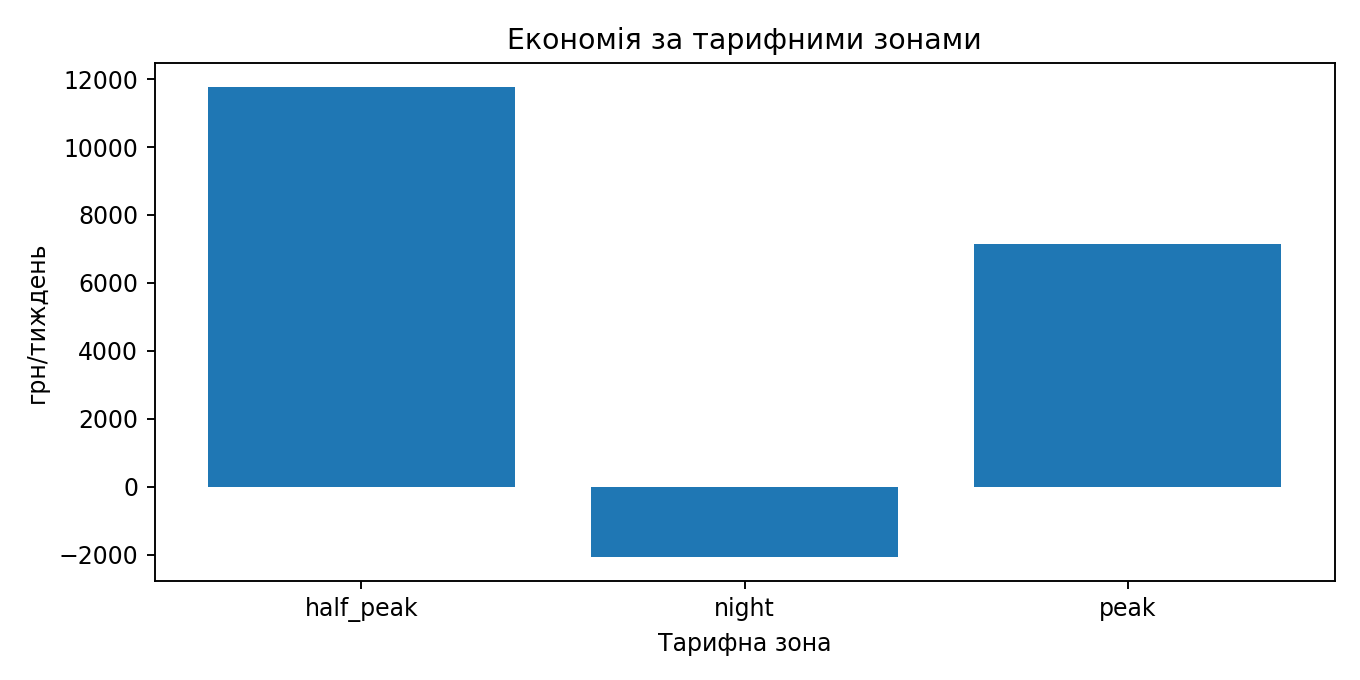 Економія за тарифними зонами
грн/тиждень
12000
10000
8000
6000
4000
2000
0
−2000
half_peak night peak
Тарифна зона